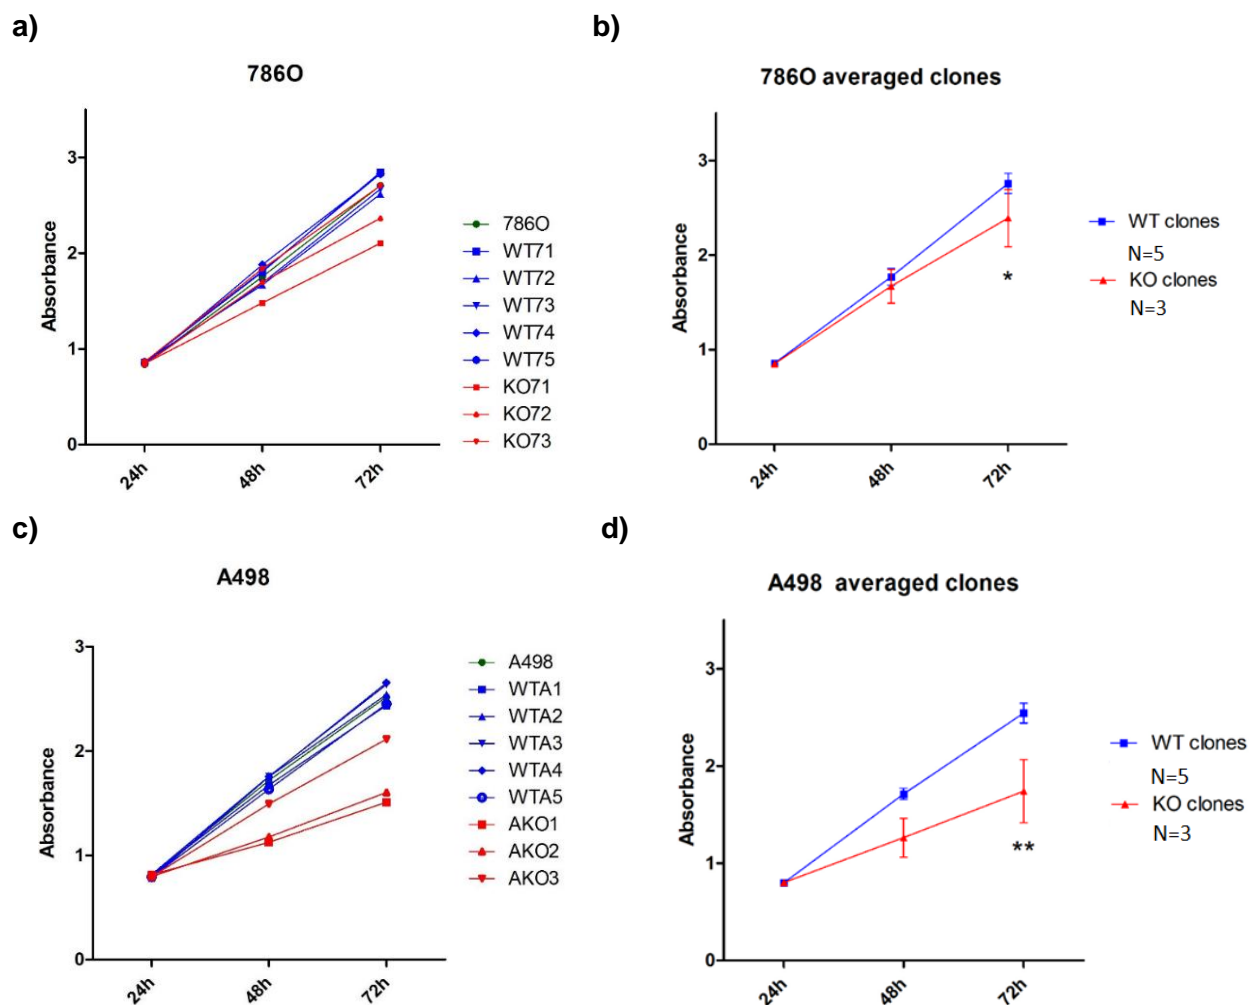 a)
786O
Absorbance
3
2
1
0
24h
48h
72h
786O
WT71
WT72
WT73
WT74
WT75
KO71
KO72
KO73
b)
786O averaged clones
Absorbance
3
2
1
0
24h
48h
72h
*
WT clones
N=5
KO clones
N=3
c)
A498
Absorbance
3
2
1
0
24h
48h
72h
A498
WTA1
WTA2
WTA3
WTA4
WTA5
AKO1
AKO2
AKO3
d)
A498 averaged clones
Absorbance
3
2
1
0
24h
48h
72h
**
WT clones
N=5
KO clones
N=3